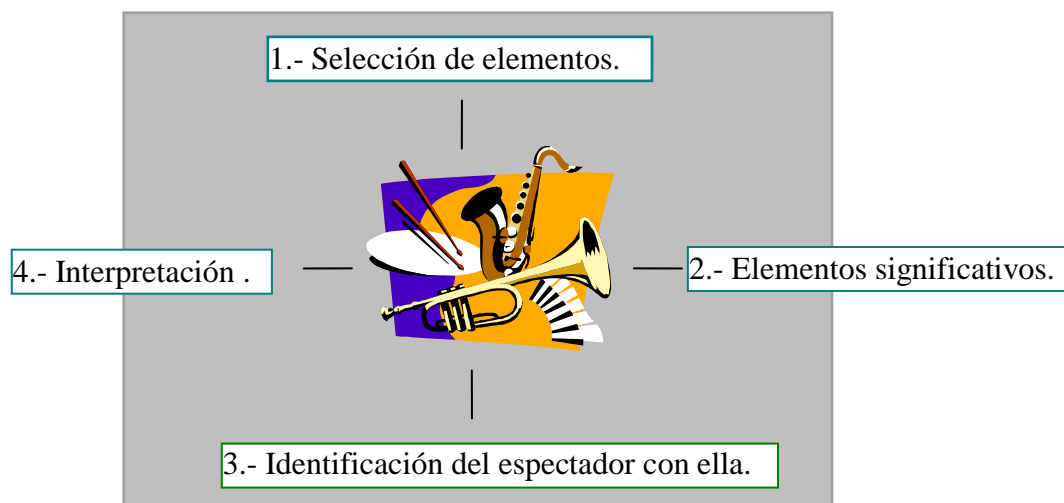 1.- Selección de elementos.
4.- Interpretación .
2.- Elementos significativos.
3.- Identificación del espectador con ella.